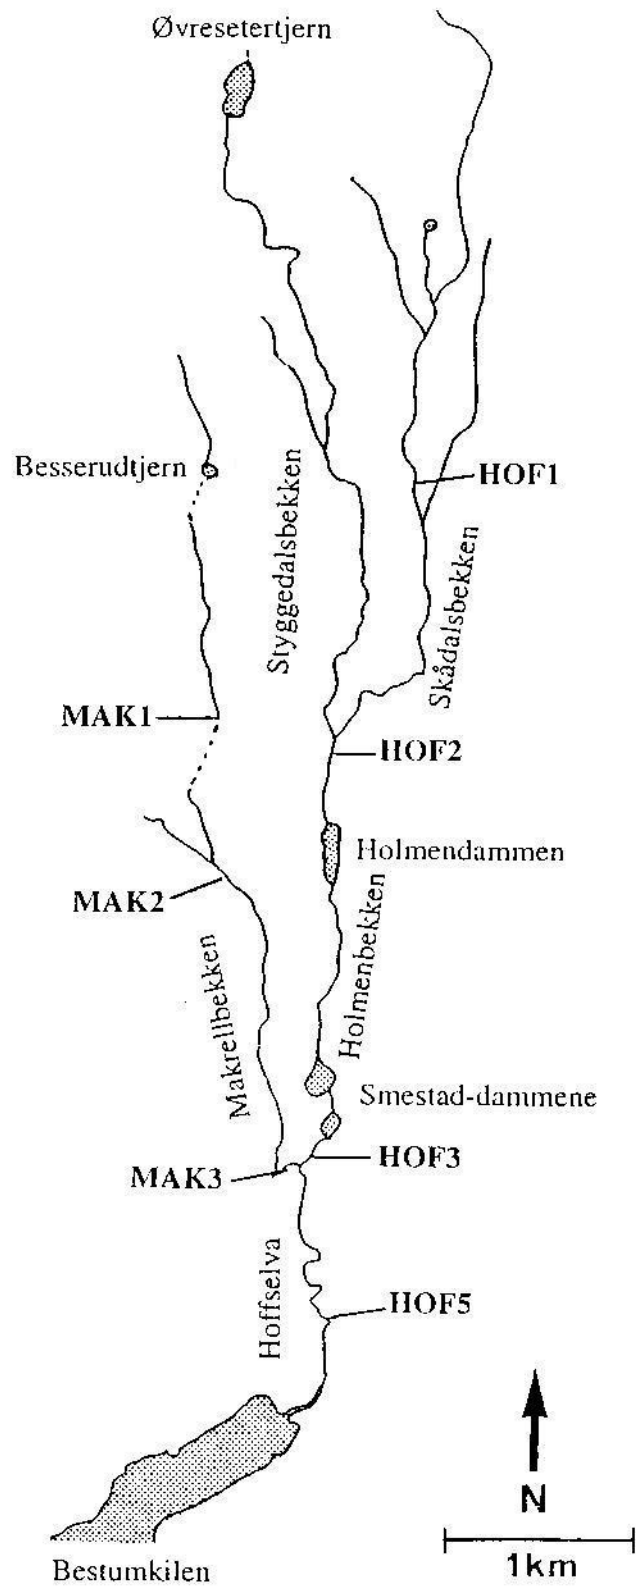 Øvresetertjern
Besserudtjern
HOF1
Styggedalsbekken
Skådalsbekken
MAK1
HOF2
Holmendammen
MAK2
Holmenbekken
Makrellbekken
Smestad-dammene
HOF3
MAK3
Hoffselva
HOF5
N
1km
Bestumkilen